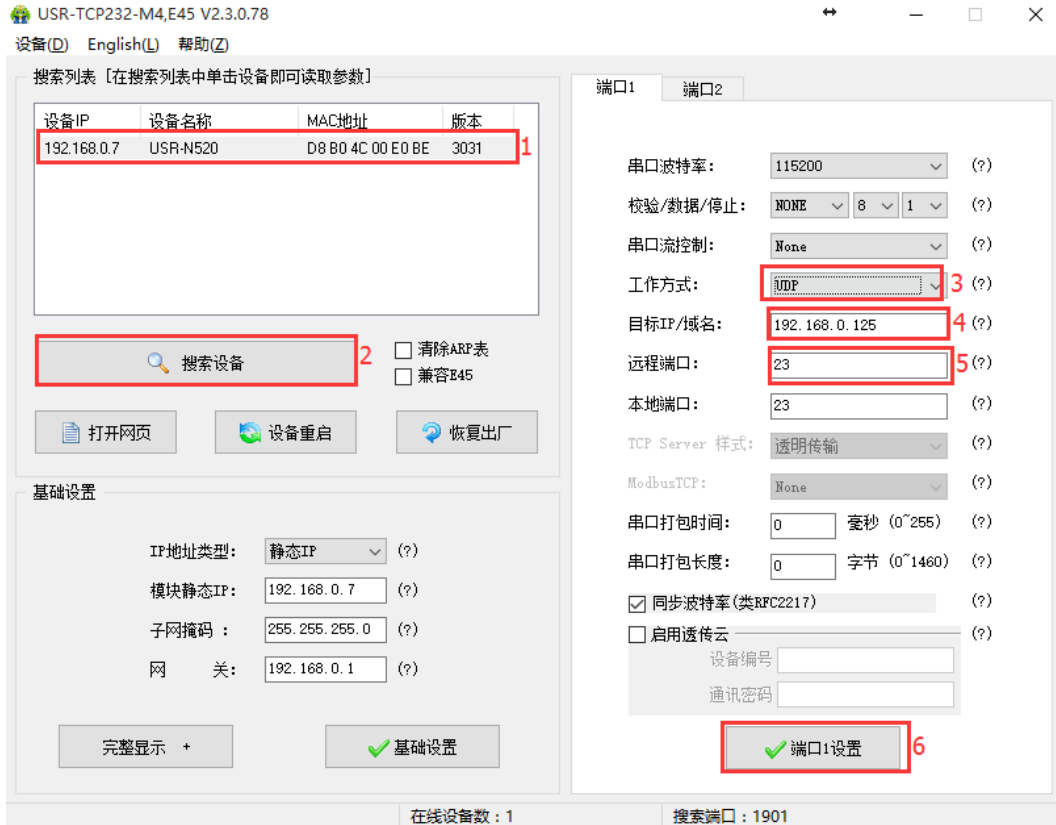 USR-TCP232-M4,E45 V2.3.0.78
设备(D) English(L) 帮助(Z)
搜索列表 [在搜索列表中单击设备即可读取参数]
设备IP 设备名称 MAC地址 版本
192.168.0.7 USR-N520 D8 B0 4C 00 E0 BE 3031 1
搜索设备 2
清除ARP表
兼容E45
打开网页 设备重启 恢复出厂
基础设置
IP地址类型: 静态IP (?)
模块静态IP: 192.168.0.7 (?)
子网掩码 : 255.255.255.0 (?)
网 关: 192.168.0.1 (?)
完整显示 + 基础设置
端口1 端口2
串口波特率: 115200 (?)
校验/数据/停止: NONE 8 1 (?)
串口流控制: None (?)
工作方式: UDP 3 (?)
目标IP/域名: 192.168.0.125 4 (?)
远程端口: 23 5 (?)
本地端口: 23 (?)
TCP Server 样式: 透明传输 (?)
ModbusTCP: None (?)
串口打包时间: 0 毫秒 (0~255) (?)
串口打包长度: 0 字节 (0~1460) (?)
同步波特率(类RFC2217) (?)
启用透传云 (?)
设备编号
通讯密码
端口1设置 6
在线设备数：1 搜索端口：1901